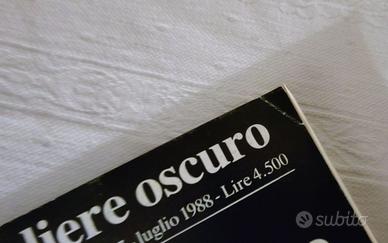 liere oscuro
luglio 1988 - Lire 4.500
subito